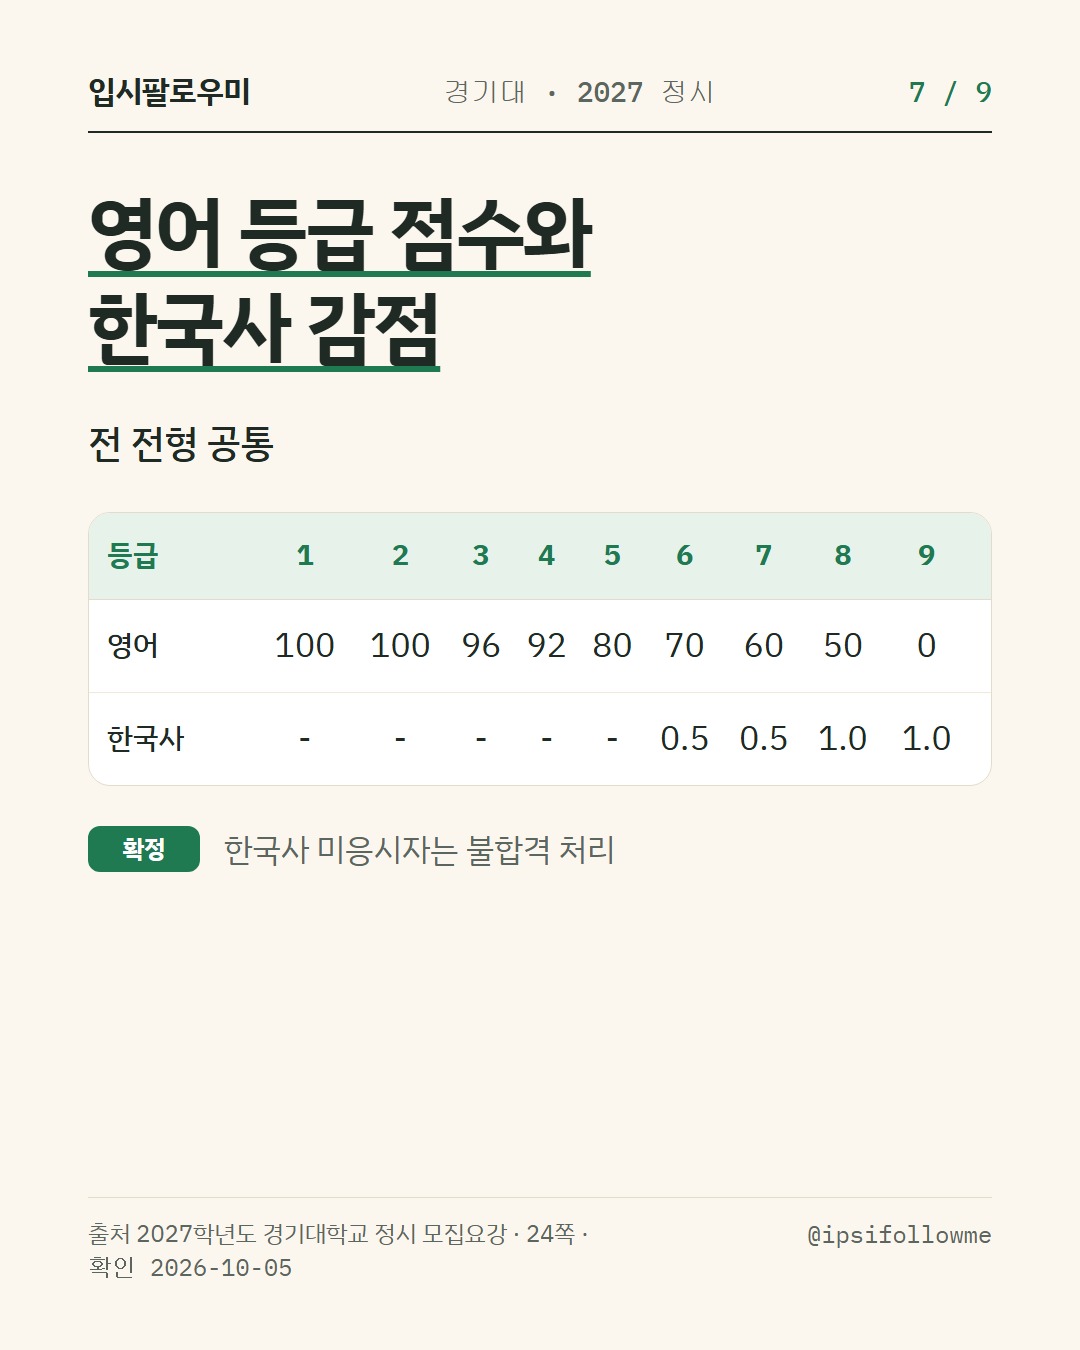 입시팔로우미 경기대 · 2027 정시 7 / 9
영어 등급 점수와
한국사 감점
전 전형 공통
등급 1 2 3 4 5 6 7 8 9
영어 100 100 96 92 80 70 60 50 0
한국사 - - - - - 0.5 0.5 1.0 1.0
확정 한국사 미응시자는 불합격 처리
출처 2027학년도 경기대학교 정시 모집요강 · 24쪽 · @ipsifollowme
확인 2026-10-05